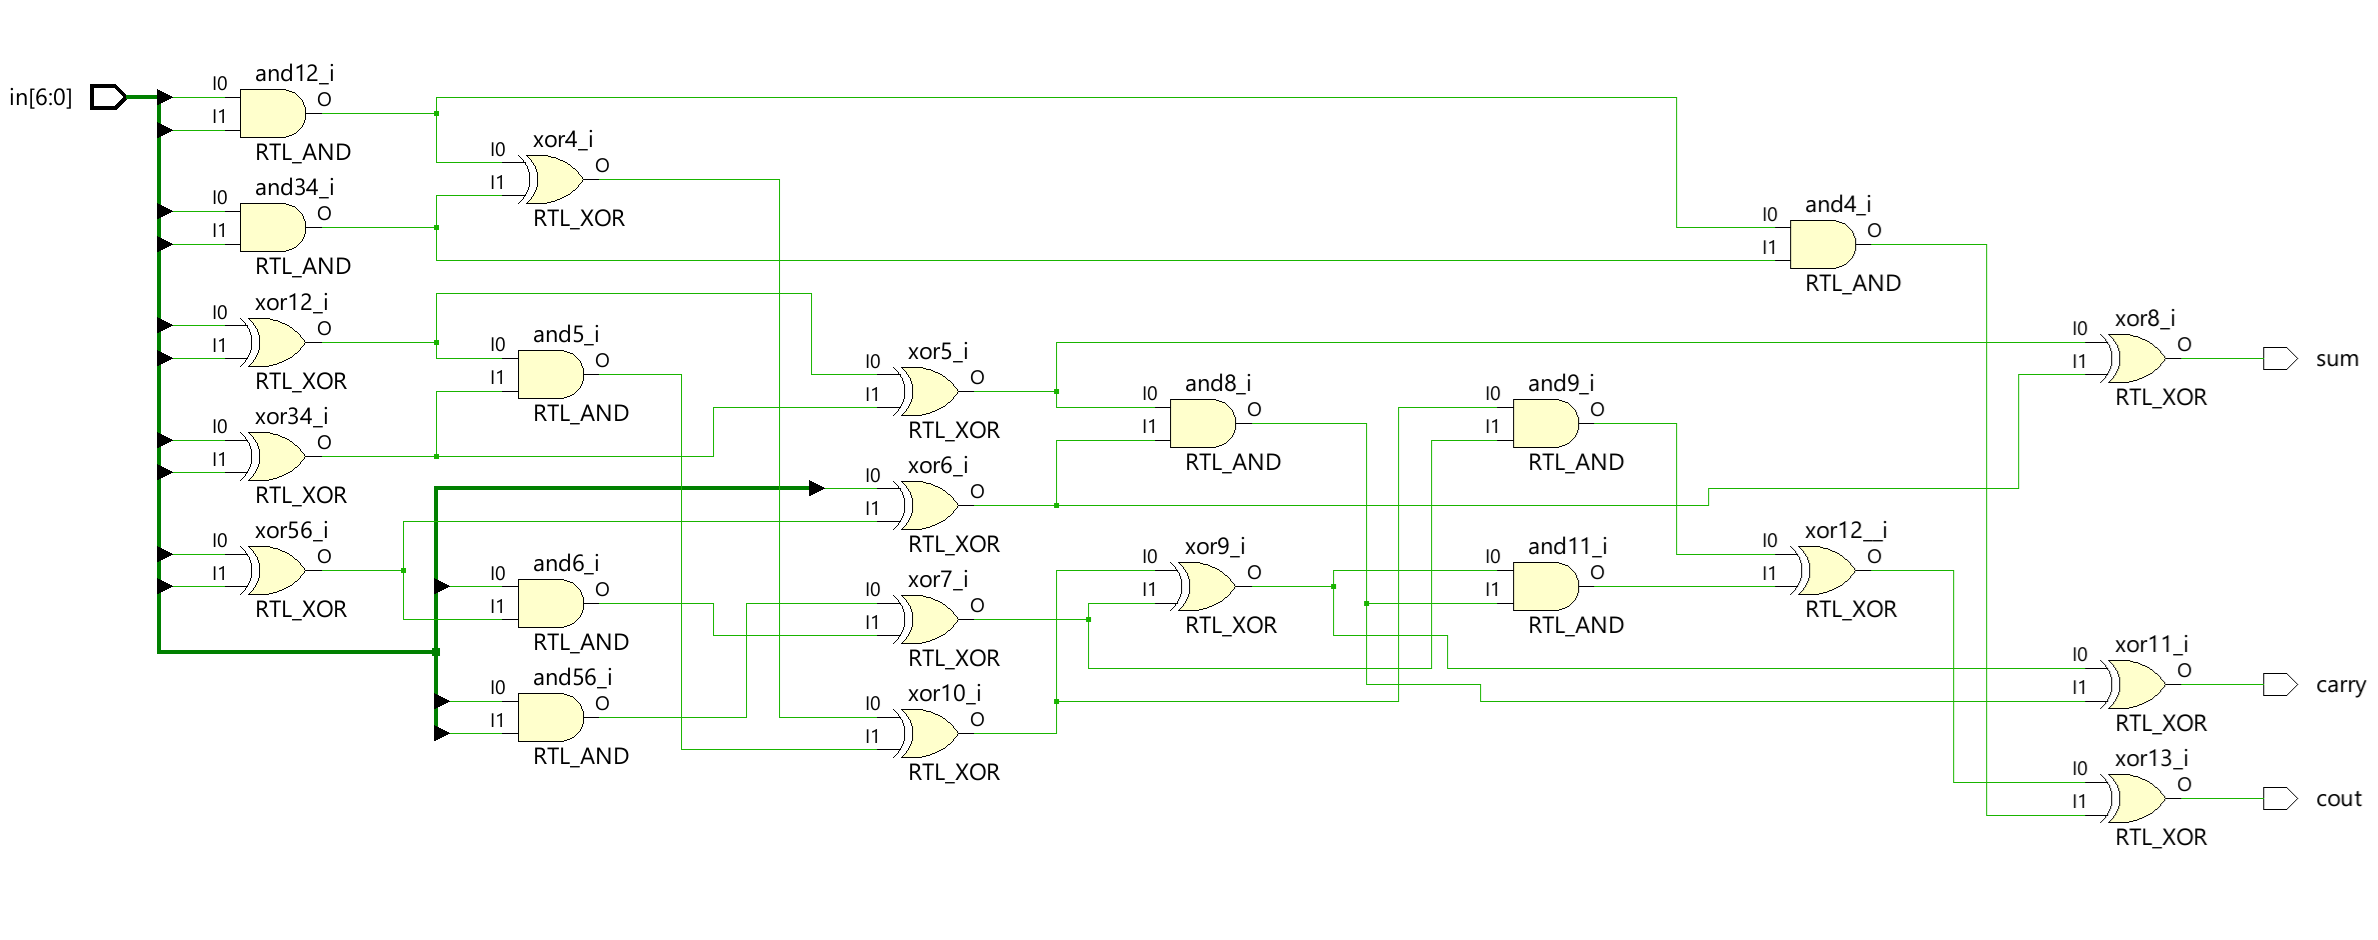 in[6:0]
I0
I1
and12_i
O
RTL_AND
I0
I1
and34_i
O
RTL_AND
I0
I1
xor12_i
O
RTL_XOR
I0
I1
xor34_i
O
RTL_XOR
I0
I1
xor56_i
O
RTL_XOR
I0
I1
xor4_i
O
RTL_XOR
I0
I1
and5_i
O
RTL_AND
I0
I1
and6_i
O
RTL_AND
I0
I1
and56_i
O
RTL_AND
I0
I1
xor5_i
O
RTL_XOR
I0
I1
xor6_i
O
RTL_XOR
I0
I1
xor7_i
O
RTL_XOR
I0
I1
xor10_i
O
RTL_XOR
I0
I1
and8_i
O
RTL_AND
I0
I1
xor9_i
O
RTL_XOR
I0
I1
and9_i
O
RTL_AND
I0
I1
and11_i
O
RTL_AND
I0
I1
and4_i
O
RTL_AND
I0
I1
xor12__i
O
RTL_XOR
I0
I1
xor8_i
O
RTL_XOR
sum
I0
I1
xor11_i
O
RTL_XOR
carry
I0
I1
xor13_i
O
RTL_XOR
cout